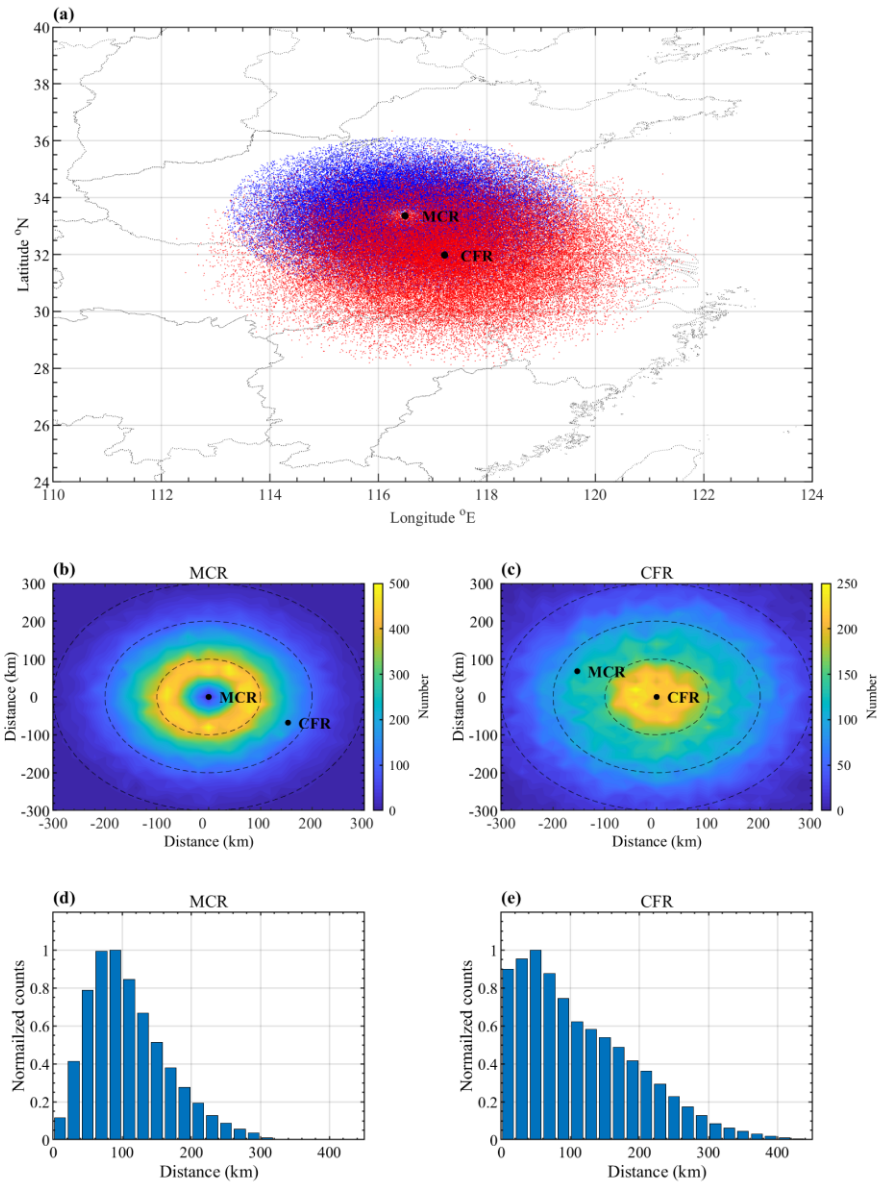 (a)
40
38
36
34
32
30
28
26
24
Latitude °N
MCR
CFR
110
112
114
116
118
120
122
124
Longitude °E
(b)
MCR
300
200
100
0
-100
-200
-300
Distance (km)
MCR
CFR
-300
-200
-100
0
100
200
300
Distance (km)
500
400
300
200
100
0
Number
(c)
CFR
300
200
100
0
-100
-200
-300
Distance (km)
MCR
CFR
-300
-200
-100
0
100
200
300
Distance (km)
250
200
150
100
50
0
Number
(d)
MCR
1
0.8
0.6
0.4
0.2
0
Normailzed counts
0
100
200
300
400
Distance (km)
(e)
CFR
1
0.8
0.6
0.4
0.2
0
Normailzed counts
0
100
200
300
400
Distance (km)